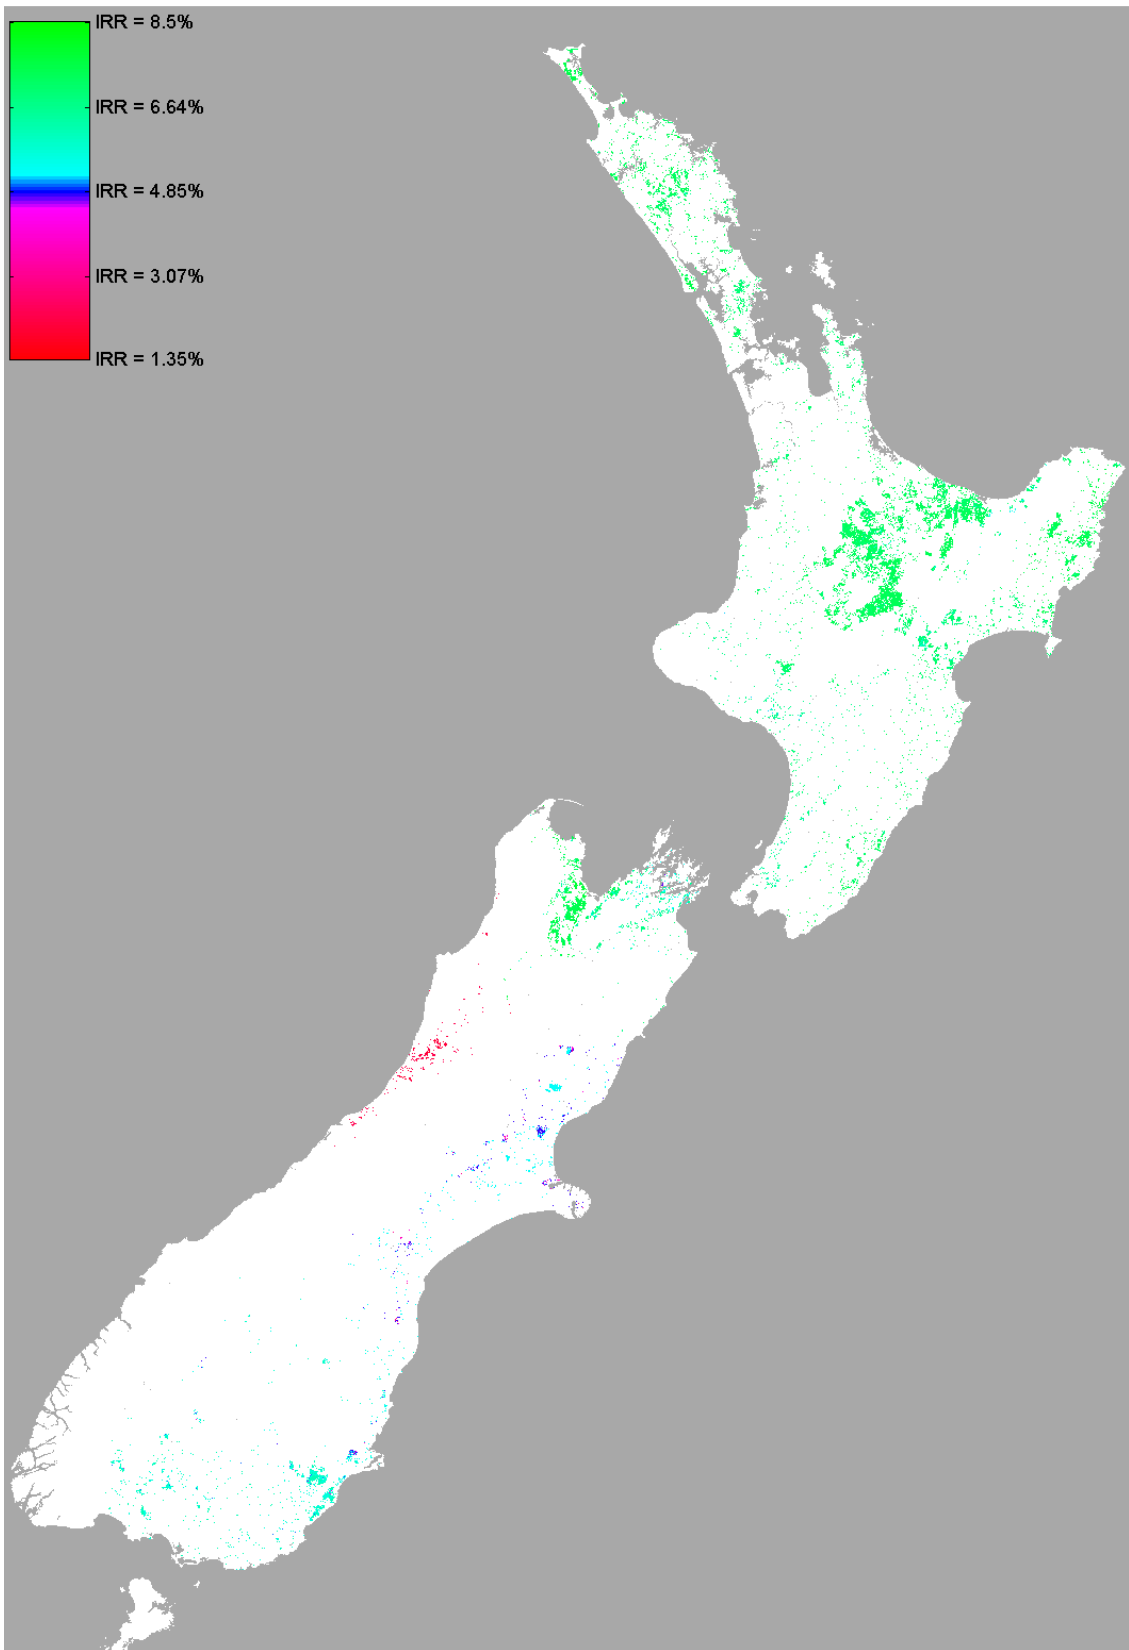 IRR = 8.5%
IRR = 6.64%
IRR = 4.85%
IRR = 3.07%
IRR = 1.35%